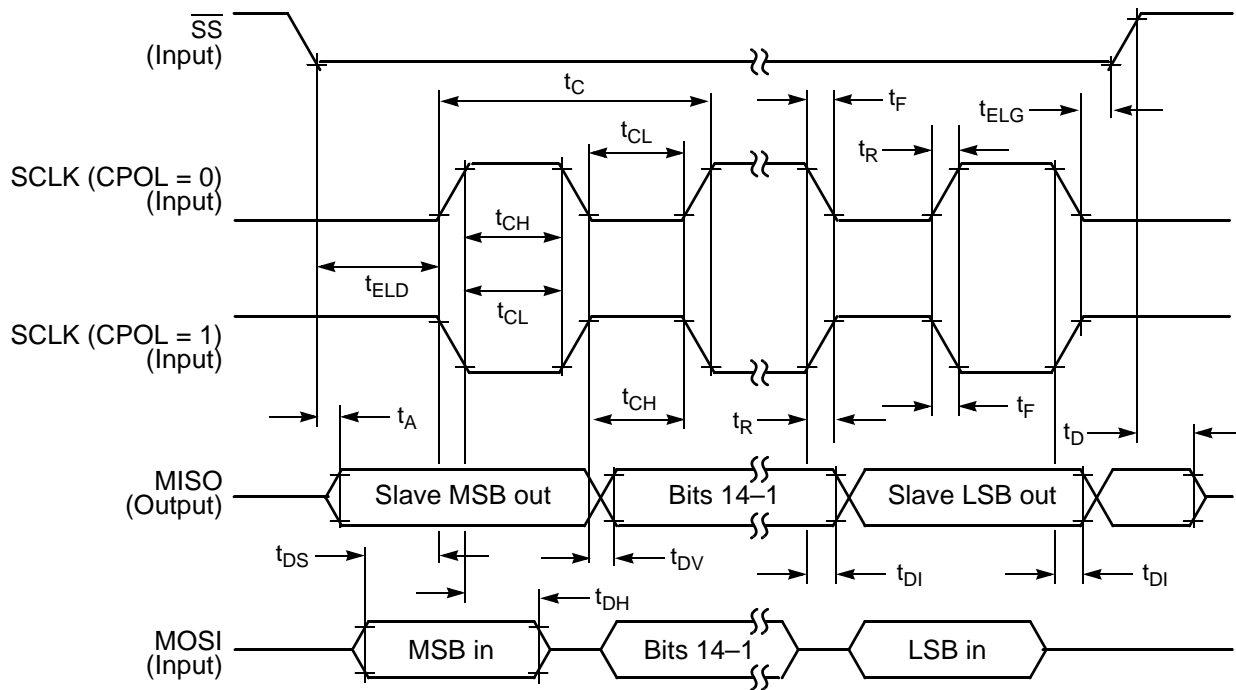 SS
(Input)
tC
tF
tELG
tCL
tR
SCLK (CPOL = 0)
(Input)
tCH
tELD
tCL
SCLK (CPOL = 1)
(Input)
tA
tCH
tR
tF
tD
MISO
(Output)
Slave MSB out
Bits 14–1
Slave LSB out
tDS
tDV
tDI
tDI
tDH
MOSI
(Input)
MSB in
Bits 14–1
LSB in